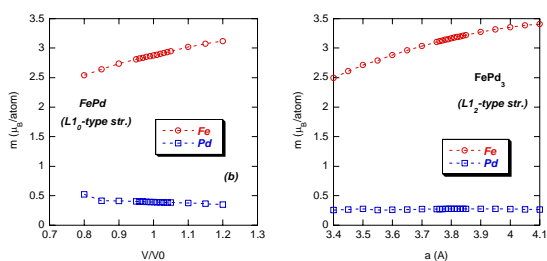 3.5
3
2.5
2
1.5
1
0.5
0
m (μB/atom)
FePd
(L10-type str.)
Fe
Pd
(b)
0.7 0.8 0.9 1.0 1.1 1.2 1.3
V/V0
3.5
3
2.5
2
1.5
1
0.5
0
m (μB/atom)
FePd3
(L12-type str.)
Fe
Pd
3.4 3.5 3.6 3.7 3.8 3.9 4 4.1
a (A)